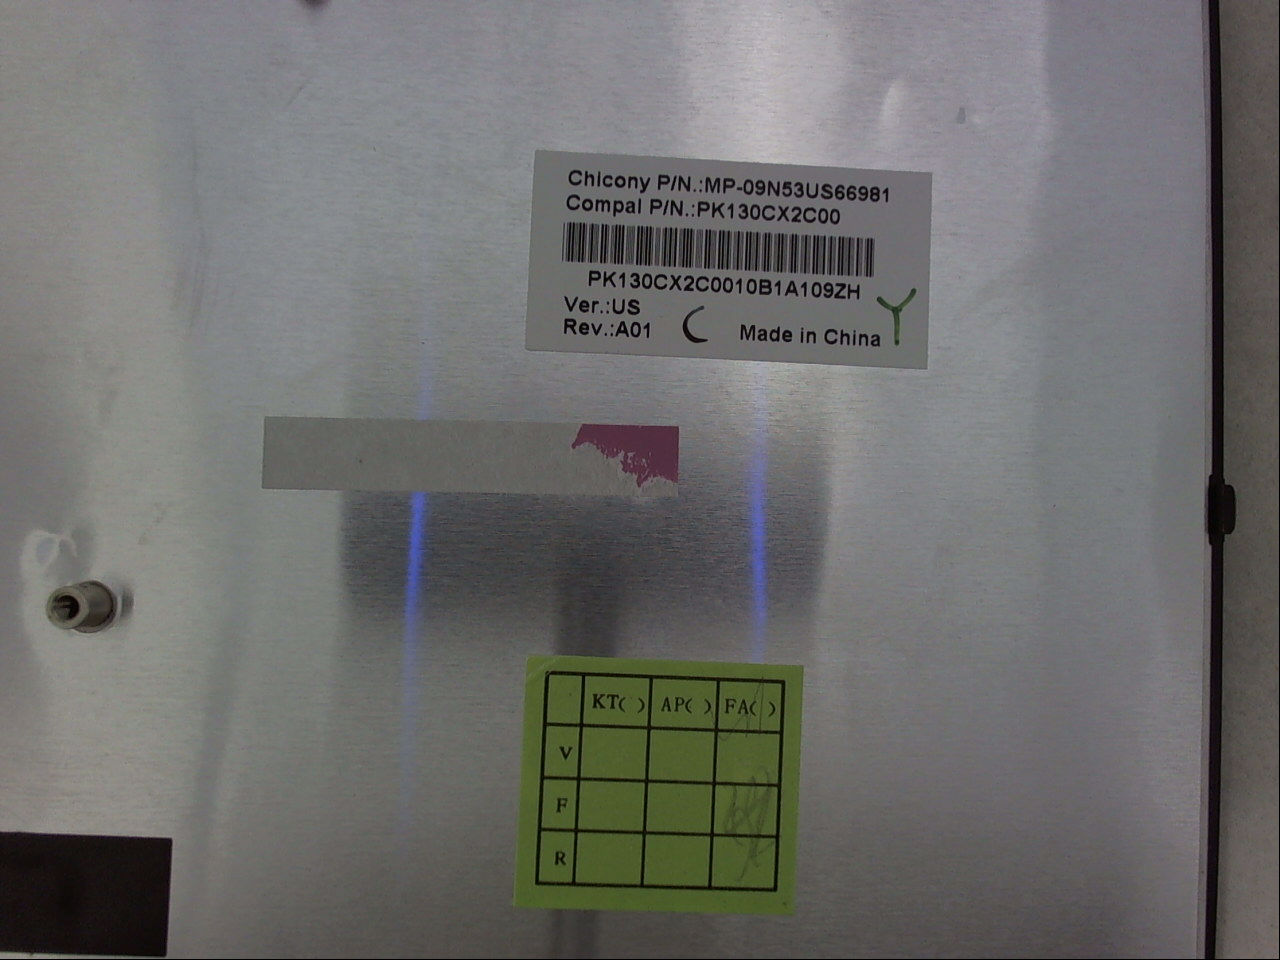 Chicony P/N.:MP-09N53US66981
Compal P/N.:PK130CX2C00
PK130CX2C0010B1A109ZH
Ver.:US
Rev.:A01 C Made in China Y
KT( ) AP( ) FA( )
V
F
R